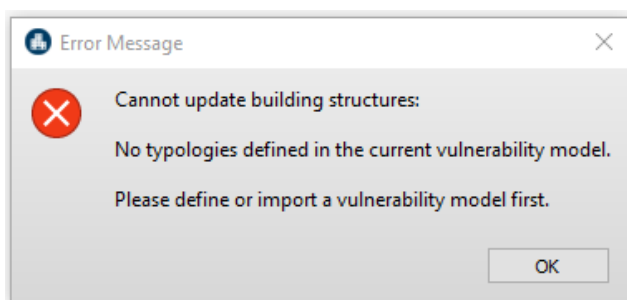 Error Message
Cannot update building structures:
No typologies defined in the current vulnerability model.
Please define or import a vulnerability model first.
OK